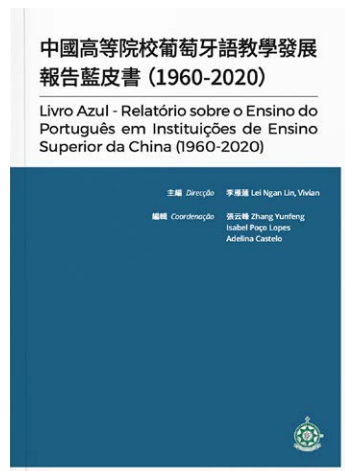 中國高等院校葡萄牙語教學發展
報告藍皮書（1960-2020）
Livro Azul - Relatório sobre o Ensino do
Português em Instituições de Ensino
Superior da China (1960-2020)
主編 Direcção 李雁蓮 Lei Ngan Lin, Vivian
編輯 Coordenação 張云峰 Zhang Yunfeng
Isabel Poço Lopes
Adelina Castelo